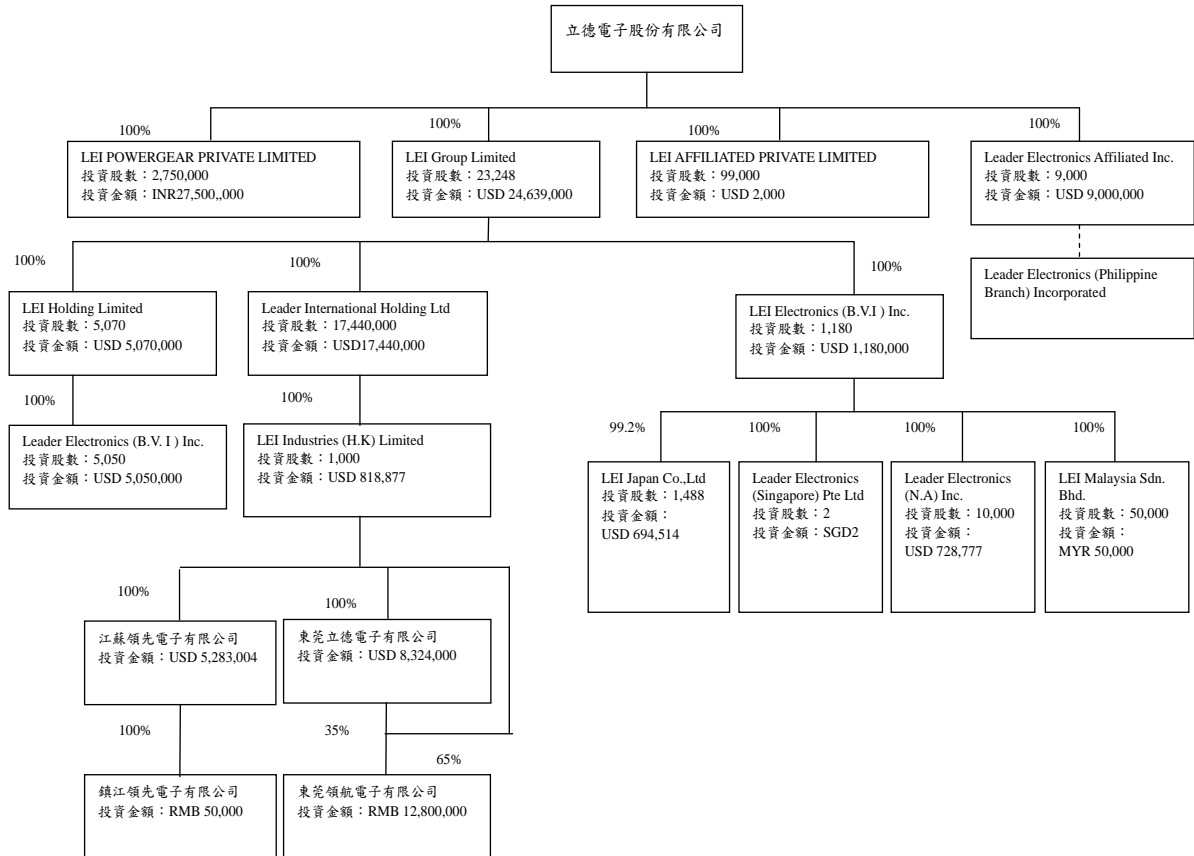 立德電子股份有限公司
100%
100%
100%
100%
LEI POWERGEAR PRIVATE LIMITED
投資股數：2,750,000
投資金額：INR27,500,,000
LEI Group Limited
投資股數：23,248
投資金額：USD 24,639,000
LEI AFFILIATED PRIVATE LIMITED
投資股數：99,000
投資金額：USD 2,000
Leader Electronics Affiliated Inc.
投資股數：9,000
投資金額：USD 9,000,000
Leader Electronics (Philippine
Branch) Incorporated
100%
100%
100%
LEI Holding Limited
投資股數：5,070
投資金額：USD 5,070,000
Leader International Holding Ltd
投資股數：17,440,000
投資金額：USD17,440,000
LEI Electronics (B.V.I ) Inc.
投資股數：1,180
投資金額：USD 1,180,000
100%
100%
Leader Electronics (B.V. I ) Inc.
投資股數：5,050
投資金額：USD 5,050,000
LEI Industries (H.K) Limited
投資股數：1,000
投資金額：USD 818,877
99.2%
100%
100%
100%
LEI Japan Co.,Ltd
投資股數：1,488
投資金額：
USD 694,514
Leader Electronics
(Singapore) Pte Ltd
投資股數：2
投資金額：SGD2
Leader Electronics
(N.A) Inc.
投資股數：10,000
投資金額：
USD 728,777
LEI Malaysia Sdn.
Bhd.
投資股數：50,000
投資金額：
MYR 50,000
100%
100%
江蘇領先電子有限公司
投資金額：USD 5,283,004
東莞立德電子有限公司
投資金額：USD 8,324,000
100%
35%
65%
鎮江領先電子有限公司
投資金額：RMB 50,000
東莞領航電子有限公司
投資金額：RMB 12,800,000